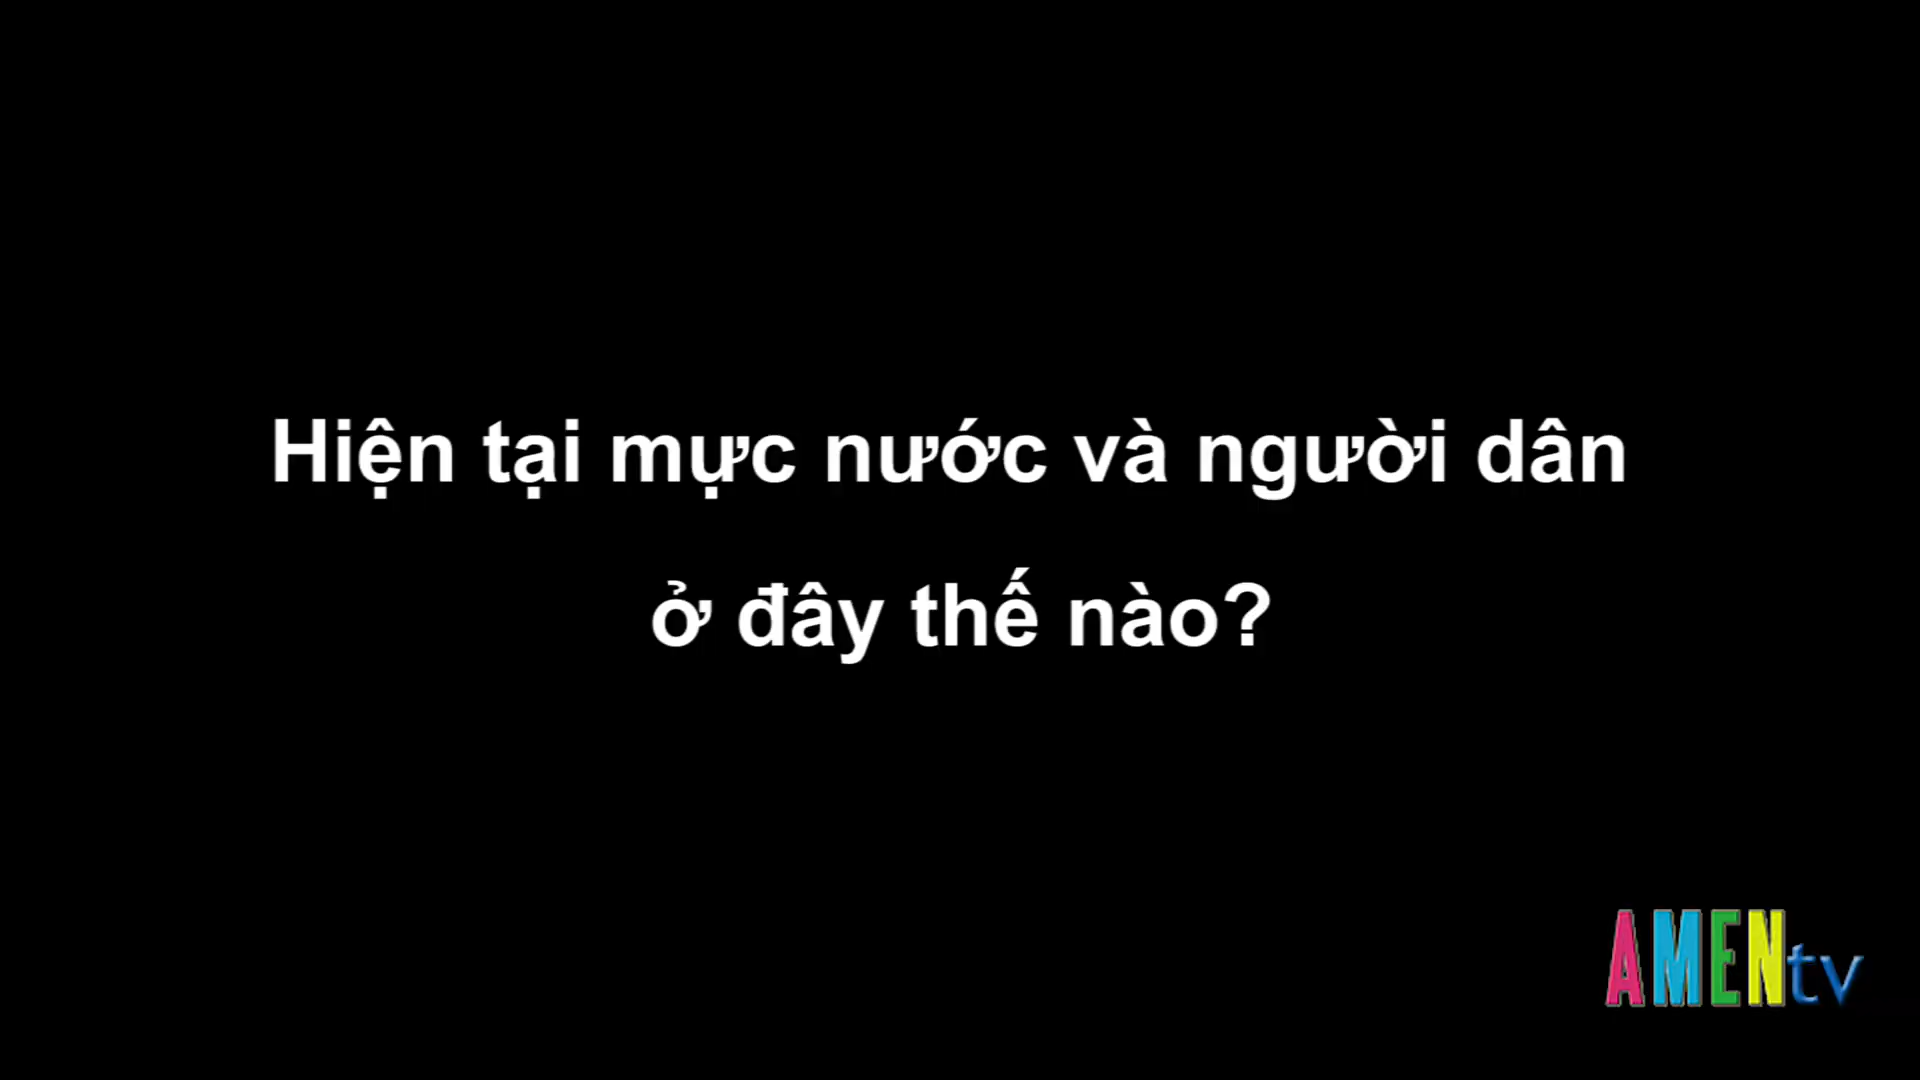 Hiện tại mực nước và người dân
ở đây thế nào?
AMENtv